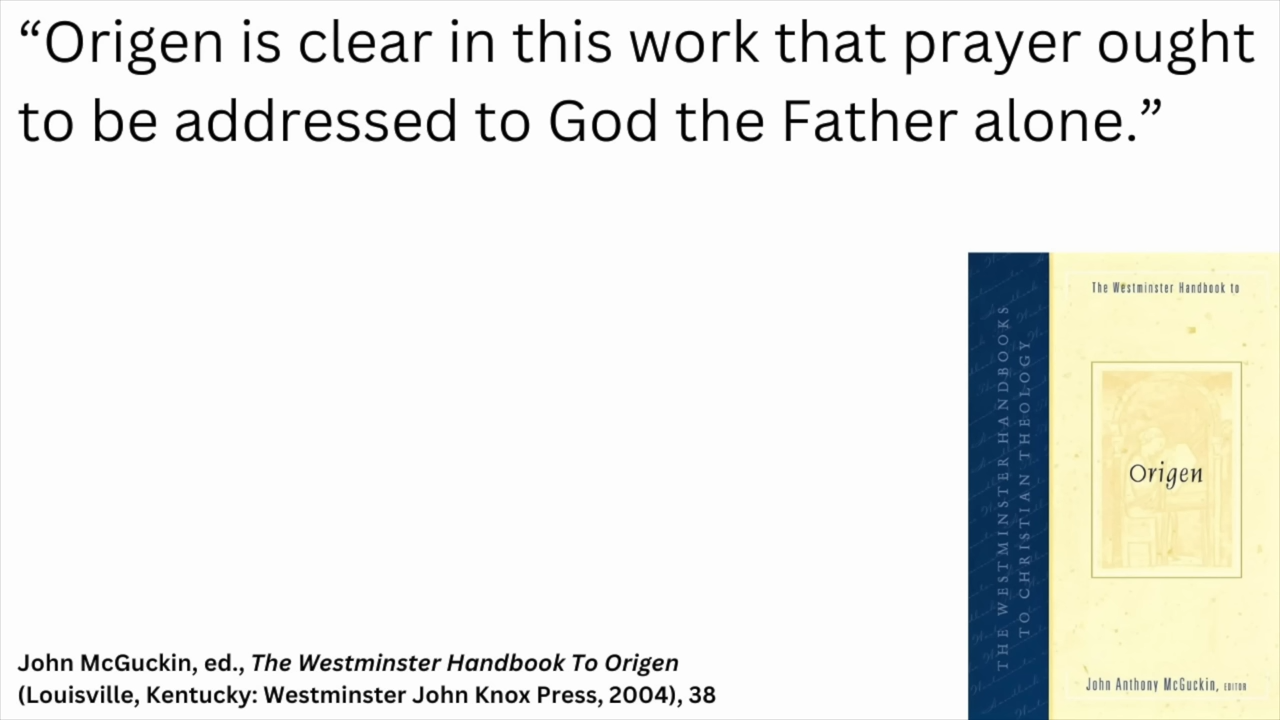 “Origen is clear in this work that prayer ought
to be addressed to God the Father alone.”
The Westminster Handbook to
THE WESTMINSTER HANDBOOKS
TO CHRISTIAN THEOLOGY
Origen
John Anthony McGuckin, EDITOR
John McGuckin, ed., The Westminster Handbook To Origen
(Louisville, Kentucky: Westminster John Knox Press, 2004), 38